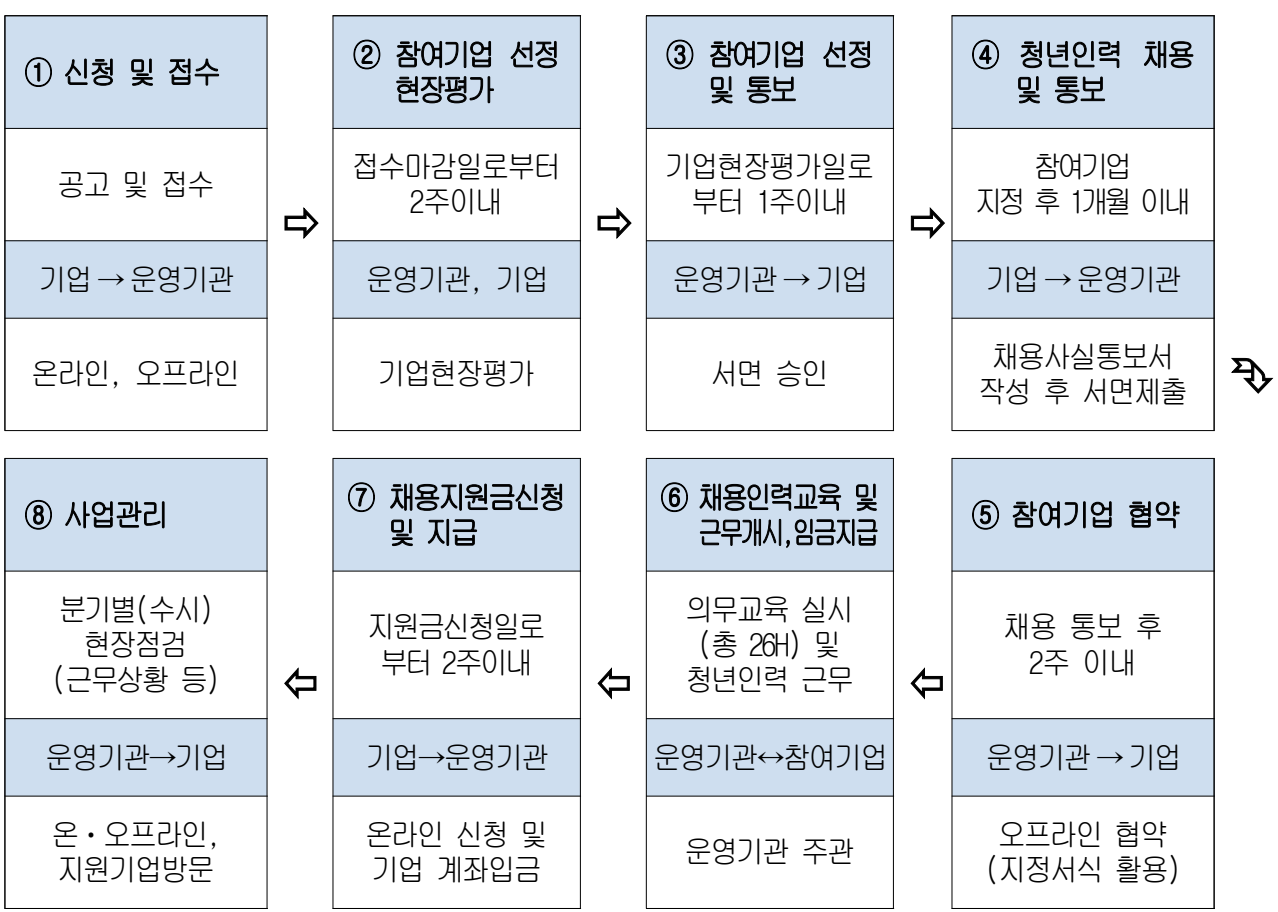 ① 신청 및 접수
공고 및 접수
기업 → 운영기관
온라인, 오프라인
② 참여기업 선정
현장평가
접수마감일로부터
2주이내
운영기관, 기업
기업현장평가
③ 참여기업 선정
및 통보
기업현장평가일로
부터 1주이내
운영기관 → 기업
서면 승인
④ 청년인력 채용
및 통보
참여기업
지정 후 1개월 이내
기업 → 운영기관
채용사실통보서
작성 후 서면제출
⑤ 참여기업 협약
채용 통보 후
2주 이내
운영기관 → 기업
오프라인 협약
(지정서식 활용)
⑥ 채용인력교육 및
근무개시,임금지급
의무교육 실시
(총 26H) 및
청년인력 근무
운영기관↔참여기업
운영기관 주관
⑦ 채용지원금신청
및 지급
지원금신청일로
부터 2주이내
기업→운영기관
온라인 신청 및
기업 계좌입금
⑧ 사업관리
분기별(수시)
현장점검
(근무상황 등)
운영기관→기업
온・오프라인,
지원기업방문